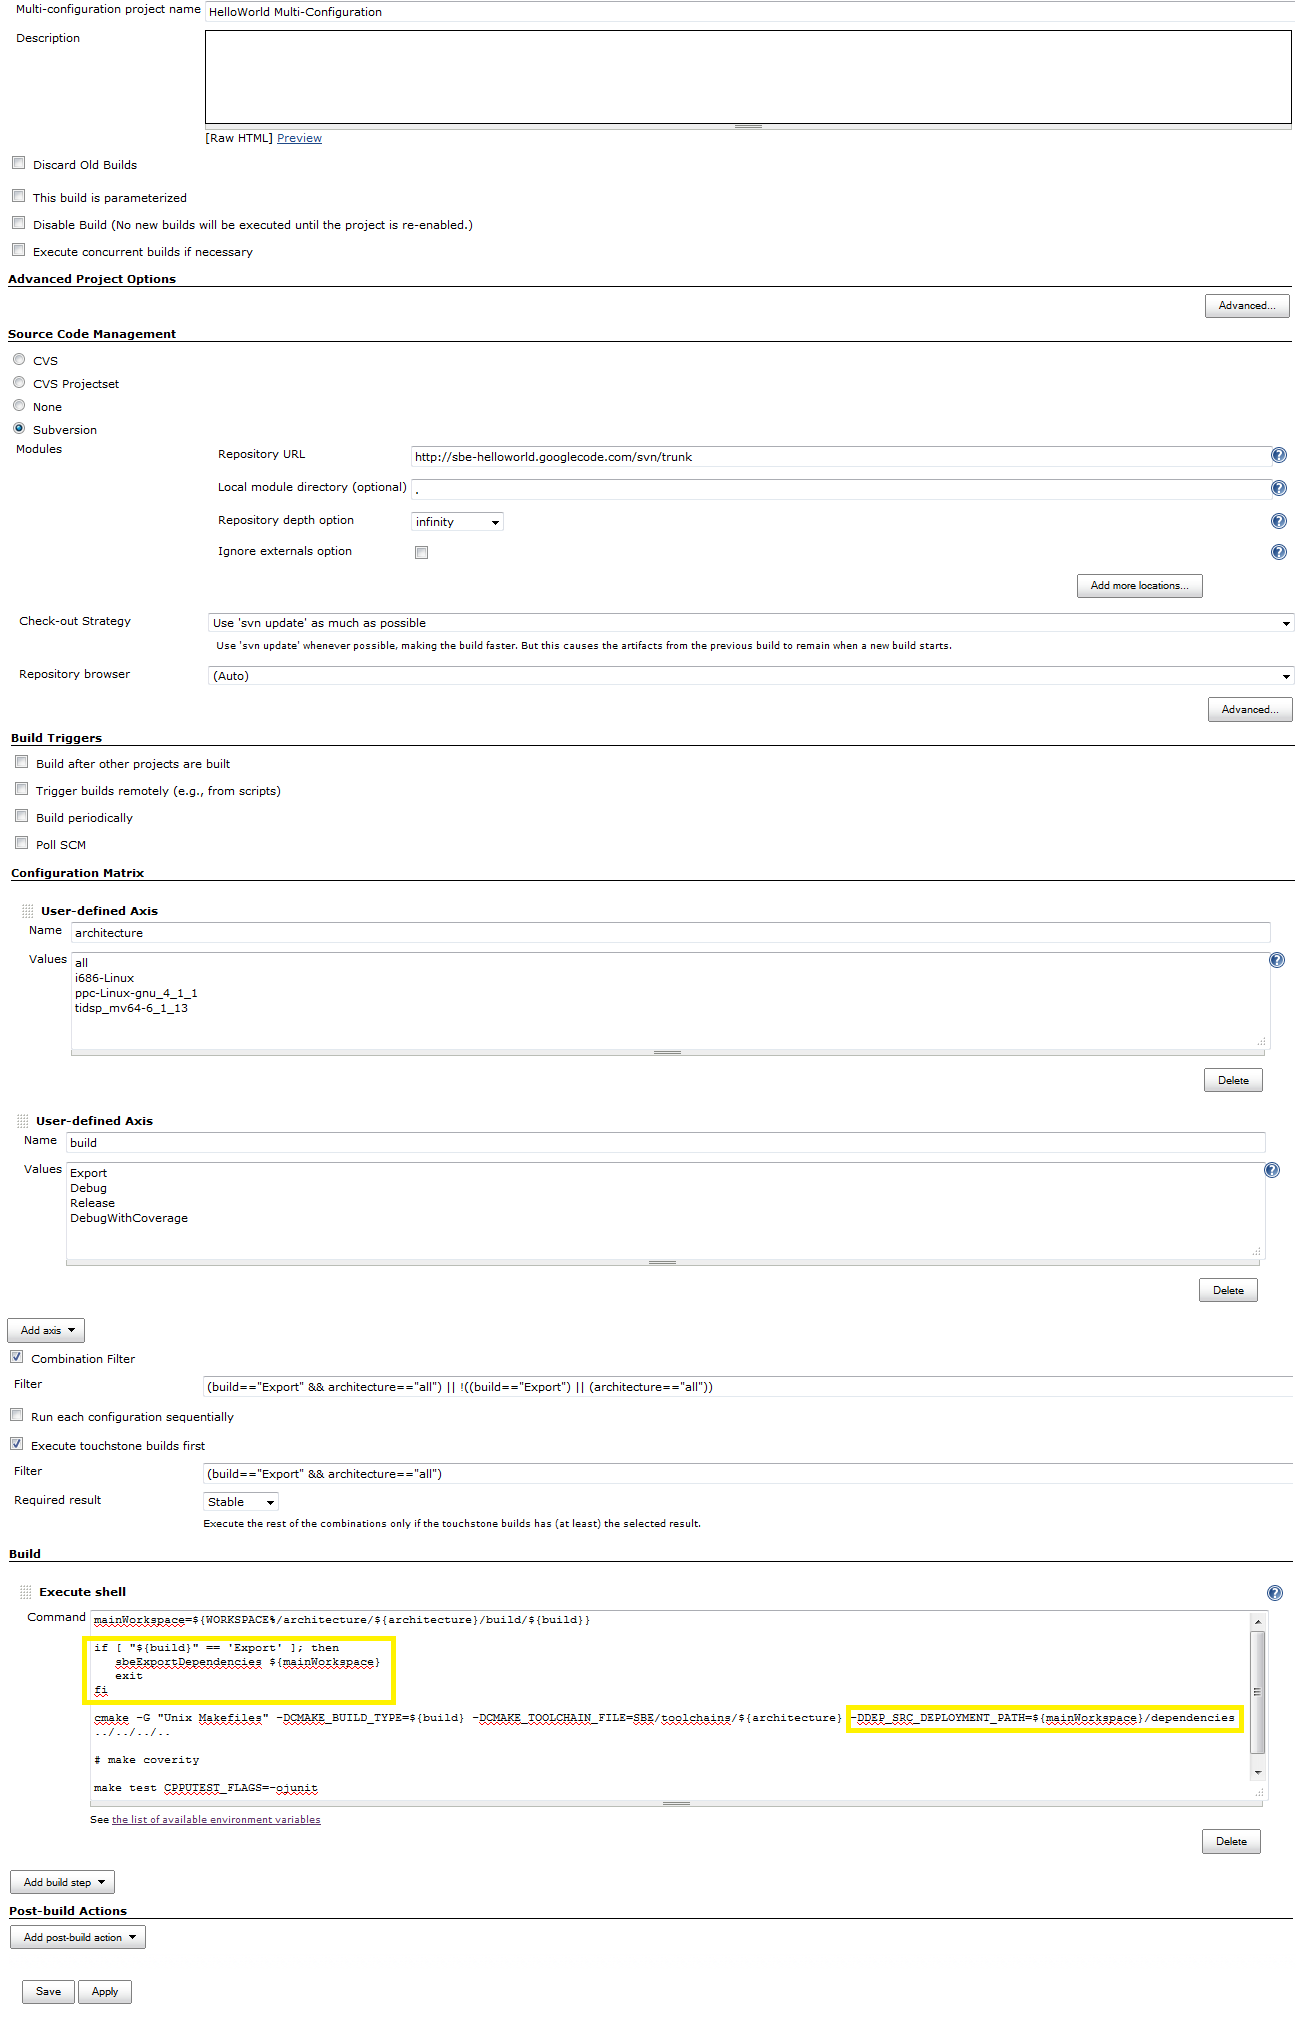 Multi-configuration project name HelloWorld Multi-Configuration
Description
[Raw HTML] Preview
Discard Old Builds
This build is parameterized
Disable Build (No new builds will be executed until the project is re-enabled.)
Execute concurrent builds if necessary
Advanced Project Options
Advanced...
Source Code Management
CVS
CVS Projectset
None
Subversion
Modules
Repository URL http://sbe-helloworld.googlecode.com/svn/trunk
Local module directory (optional) .
Repository depth option infinity
Ignore externals option
Add more locations...
Check-out Strategy Use 'svn update' as much as possible
Use 'svn update' whenever possible, making the build faster. But this causes the artifacts from the previous build to remain when a new build starts.
Repository browser (Auto)
Advanced...
Build Triggers
Build after other projects are built
Trigger builds remotely (e.g., from scripts)
Build periodically
Poll SCM
Configuration Matrix
User-defined Axis
Name architecture
Values all
i686-Linux
ppc-Linux-gnu_4_1_1
tidsp_mv64-6_1_13
Delete
User-defined Axis
Name build
Values Export
Debug
Release
DebugWithCoverage
Delete
Add axis
Combination Filter
Filter (build=="Export" && architecture=="all") || !((build=="Export") || (architecture=="all"))
Run each configuration sequentially
Execute touchstone builds first
Filter (build=="Export" && architecture=="all")
Required result Stable
Execute the rest of the combinations only if the touchstone builds has (at least) the selected result.
Build
Execute shell
Command mainWorkspace=${WORKSPACE%/architecture/${architecture}/build/${build}}
if [ "${build}" == 'Export' ]; then
sbeExportDependencies ${mainWorkspace}
exit
fi
cmake -G "Unix Makefiles" -DCMAKE_BUILD_TYPE=${build} -DCMAKE_TOOLCHAIN_FILE=SBE/toolchains/${architecture} -DDEP_SRC_DEPLOYMENT_PATH=${mainWorkspace}/dependencies
../../../..
# make coverity
make test CPPUTEST_FLAGS=-ojunit
See the list of available environment variables
Delete
Add build step
Post-build Actions
Add post-build action
Save Apply